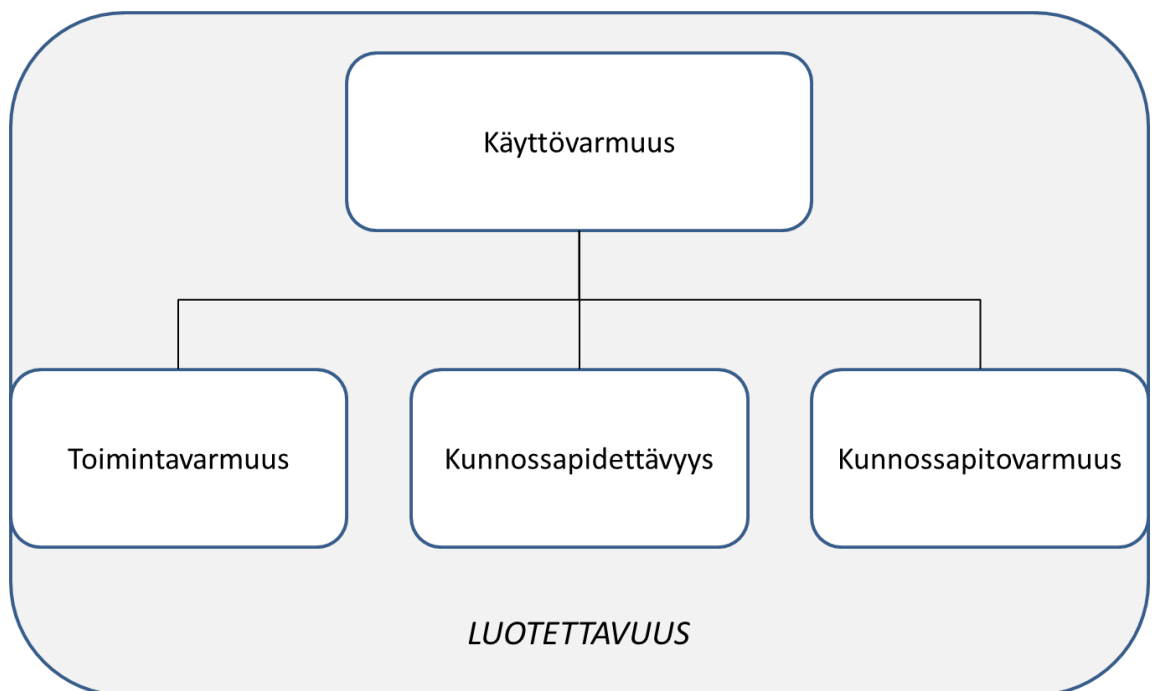 Käyttövarmuus
Toimintavarmuus
Kunnossapidettävyys
Kunnossapitovarmuus
LUOTETTAVUUS